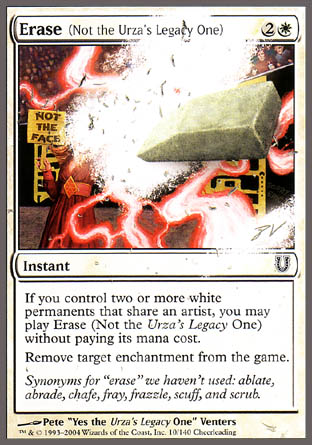 Erase (Not the Urza's Legacy One) 2
NOT
THE
FACE
Instant
If you control two or more white
permanents that share an artist, you may
play Erase (Not the Urza's Legacy One)
without paying its mana cost.
Remove target enchantment from the game.
Synonyms for "erase" we haven't used: ablate,
abrade, chafe, fray, frazzle, scuff, and scrub.
Pete "Yes the Urza's Legacy One" Venters
™ & © 1993–2004 Wizards of the Coast, Inc. 10/140 Cheerleading